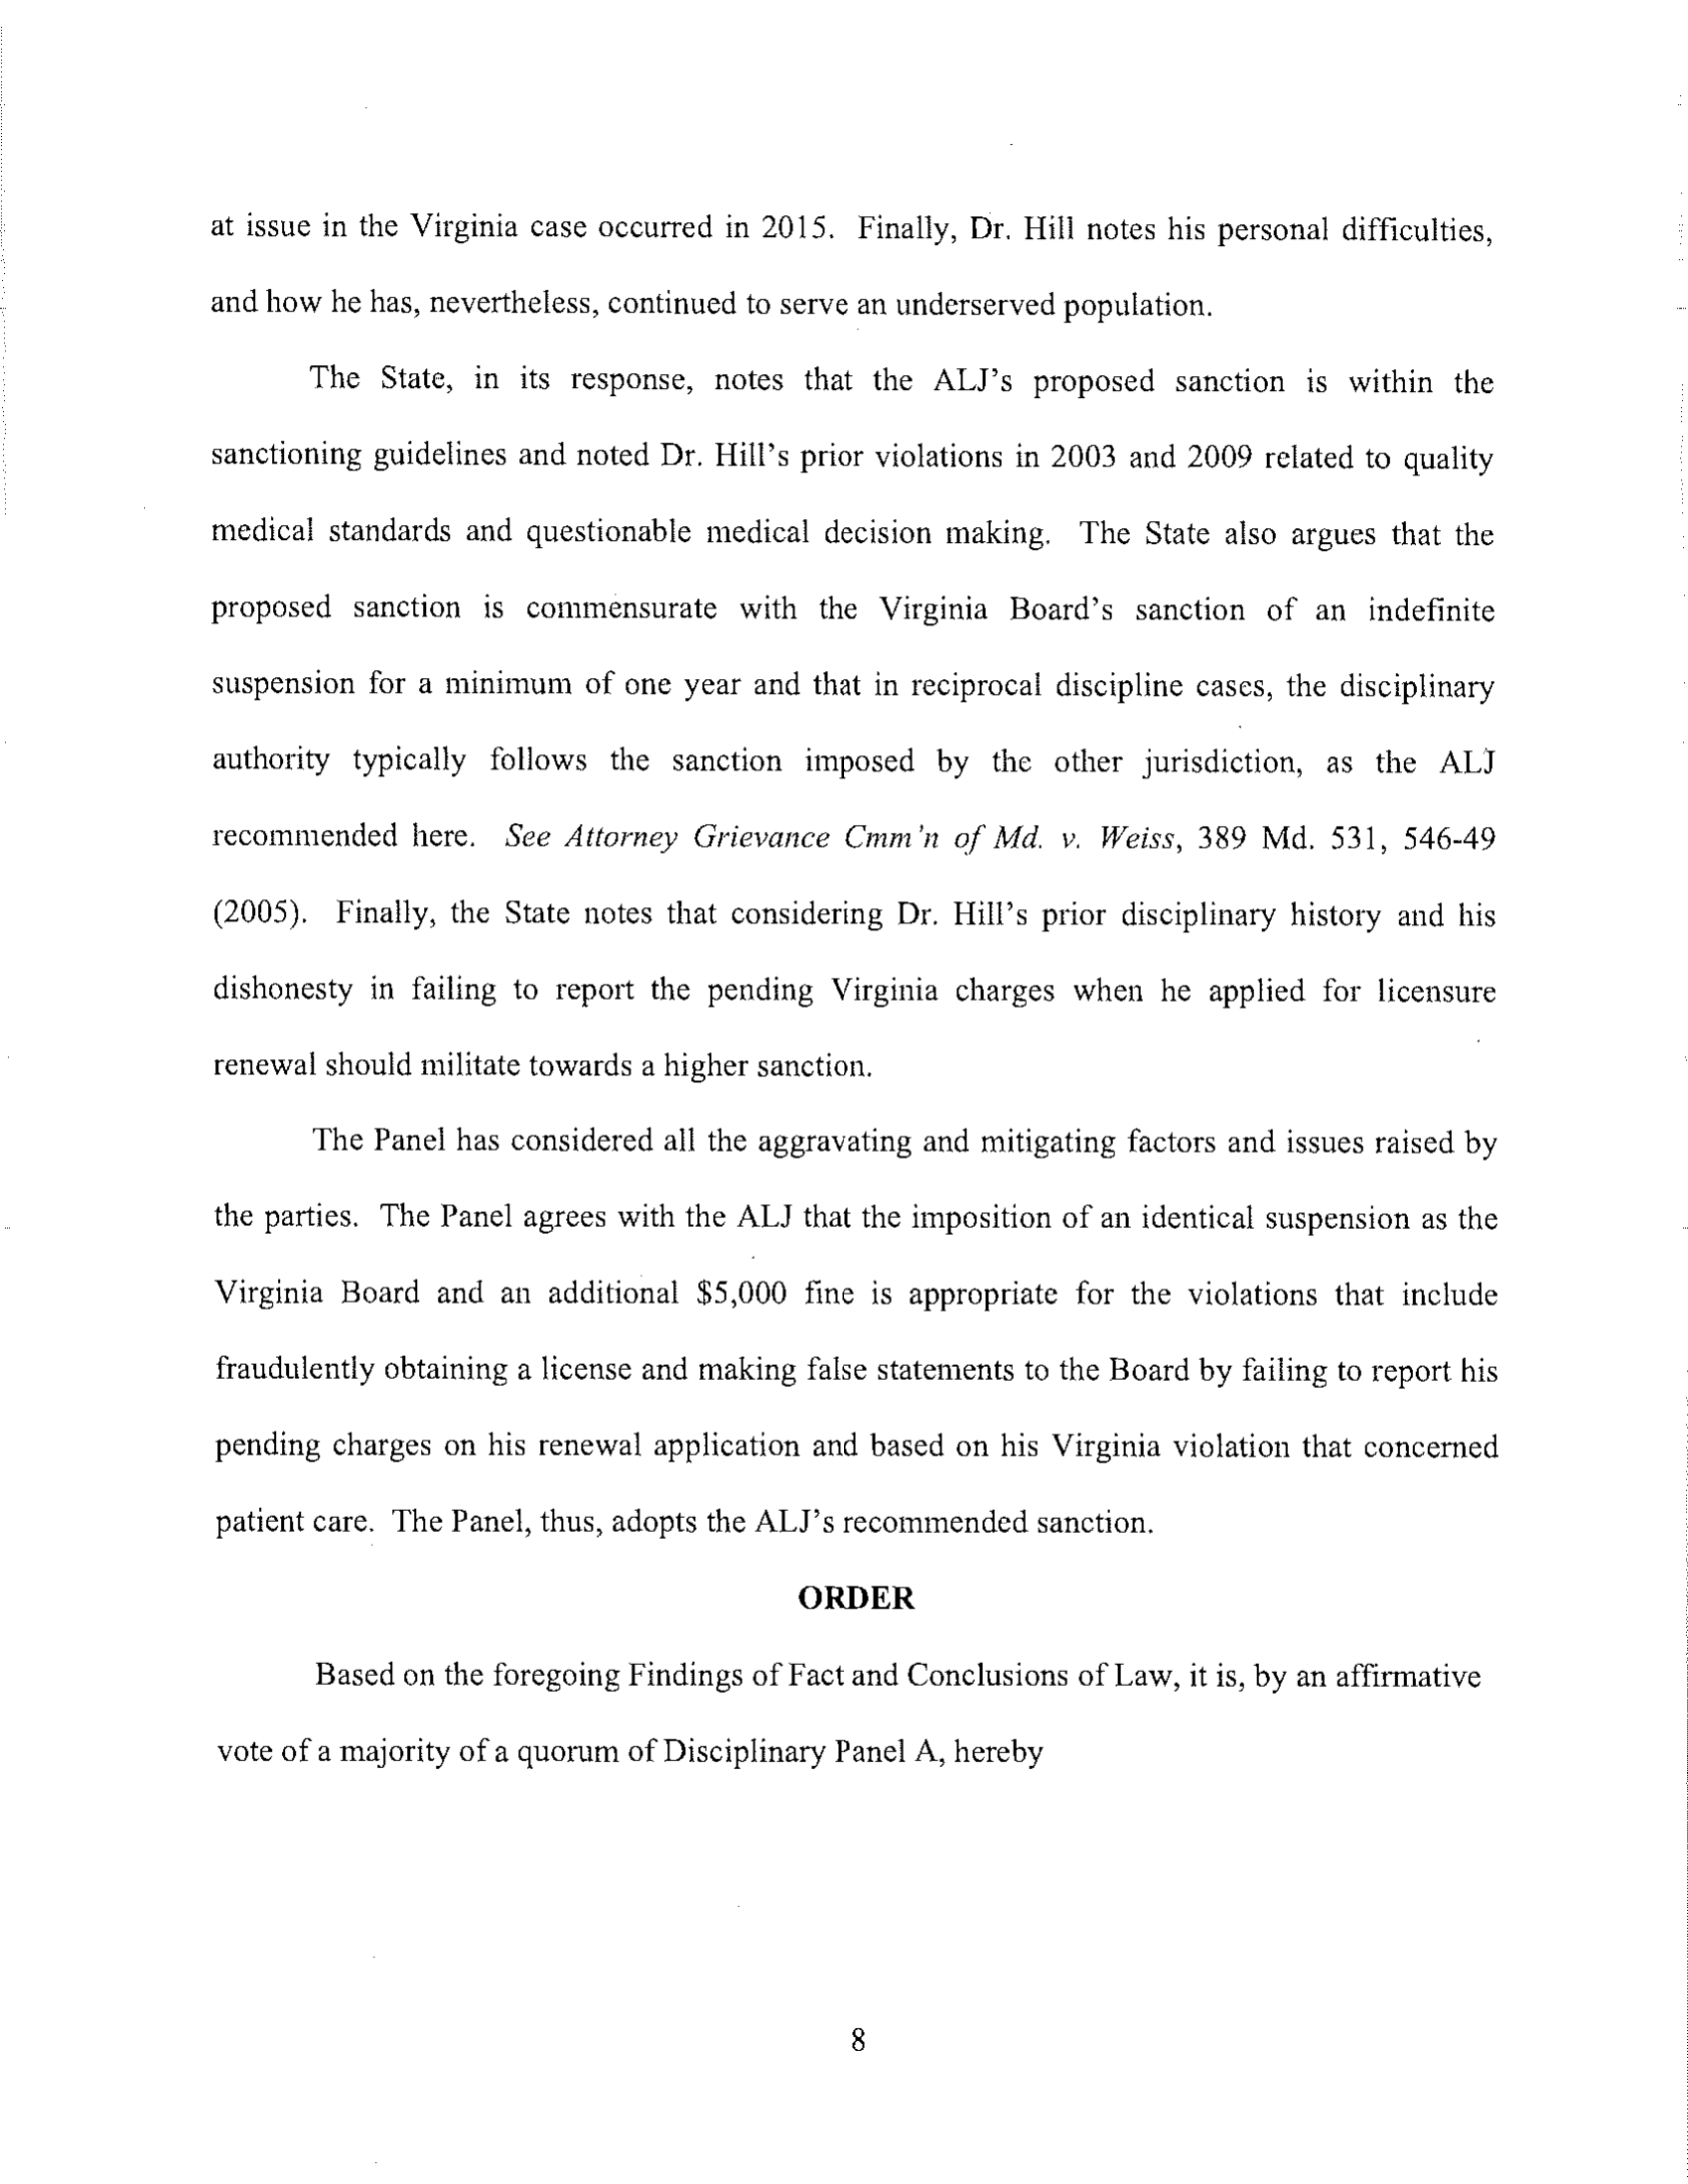 at issue in the Virginia case occurred in 2015. Finally, Dr. Hill notes his personal difficulties,
and how he has, nevertheless, continued to serve an underserved population.
The State, in its response, notes that the ALJ's proposed sanction is within the
sanctioning guidelines and noted Dr. Hill's prior violations in 2003 and 2009 related to quality
medical standards and questionable medical decision making. The State also argues that the
proposed sanction is commensurate with the Virginia Board's sanction of an indefinite
suspension for a minimum of one year and that in reciprocal discipline cases, the disciplinary
authority typically follows the sanction imposed by the other jurisdiction, as the ALJ
recommended here. See Attorney Grievance Cmm'n of Md. v. Weiss, 389 Md. 531, 546-49
(2005). Finally, the State notes that considering Dr. Hill's prior disciplinary history and his
dishonesty in failing to report the pending Virginia charges when he applied for licensure
renewal should militate towards a higher sanction.
The Panel has considered all the aggravating and mitigating factors and issues raised by
the parties. The Panel agrees with the ALJ that the imposition of an identical suspension as the
Virginia Board and an additional $5,000 fine is appropriate for the violations that include
fraudulently obtaining a license and making false statements to the Board by failing to report his
pending charges on his renewal application and based on his Virginia violation that concerned
patient care. The Panel, thus, adopts the ALJ's recommended sanction.
ORDER
Based on the foregoing Findings of Fact and Conclusions of Law, it is, by an affirmative
vote of a majority of a quorum of Disciplinary Panel A, hereby
8